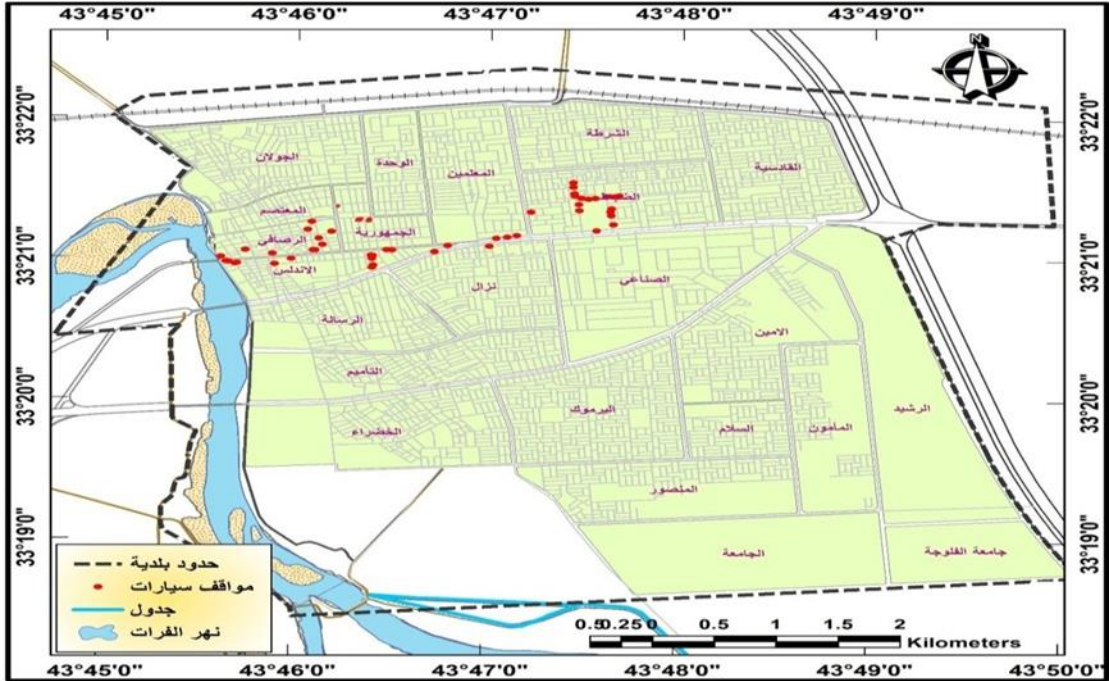 43°45'0" 43°46'0" 43°47'0" 43°48'0" 43°49'0"
N
33°22'0" 33°22'0"
الشرطة
الجولان الوحدة المعلمين القادسية
المعتصم
الجمهورية
الرصافي
33°21'0" 33°21'0"
الاندلس
نزال الصناعي
الرسالة الامين
التأميم
33°20'0" 33°20'0"
اليرموك الرشيد
الخضراء السلام المأمون
المنصور
33°19'0" 33°19'0"
الجامعة جامعة الفلوجة
حدود بلدية
مواقف سيارات
جدول
نهر الفرات
0.5 0.25 0 0.5 1 1.5 2
Kilometers
43°45'0" 43°46'0" 43°47'0" 43°48'0" 43°49'0" 43°50'0"